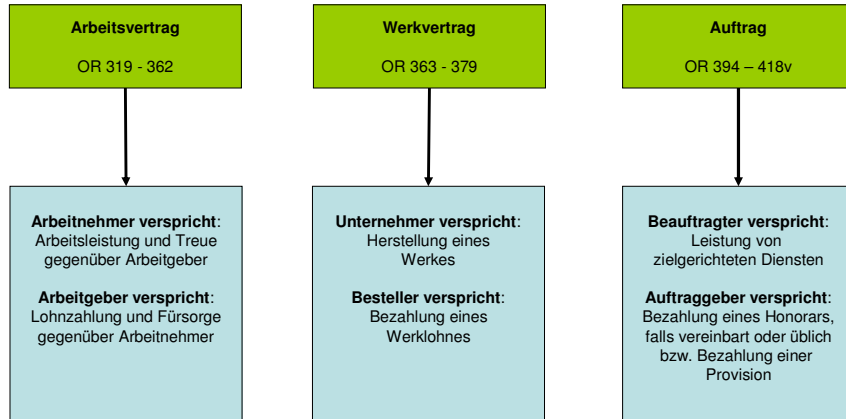 Arbeitsvertrag
OR 319 - 362
Werkvertrag
OR 363 - 379
Auftrag
OR 394 – 418v
Arbeitnehmer verspricht:
Arbeitsleistung und Treue
gegenüber Arbeitgeber
Arbeitgeber verspricht:
Lohnzahlung und Fürsorge
gegenüber Arbeitnehmer
Unternehmer verspricht:
Herstellung eines
Werkes
Besteller verspricht:
Bezahlung eines
Werklohnes
Beauftragter verspricht:
Leistung von
zielgerichteten Diensten
Auftraggeber verspricht:
Bezahlung eines Honorars,
falls vereinbart oder üblich
bzw. Bezahlung einer
Provision